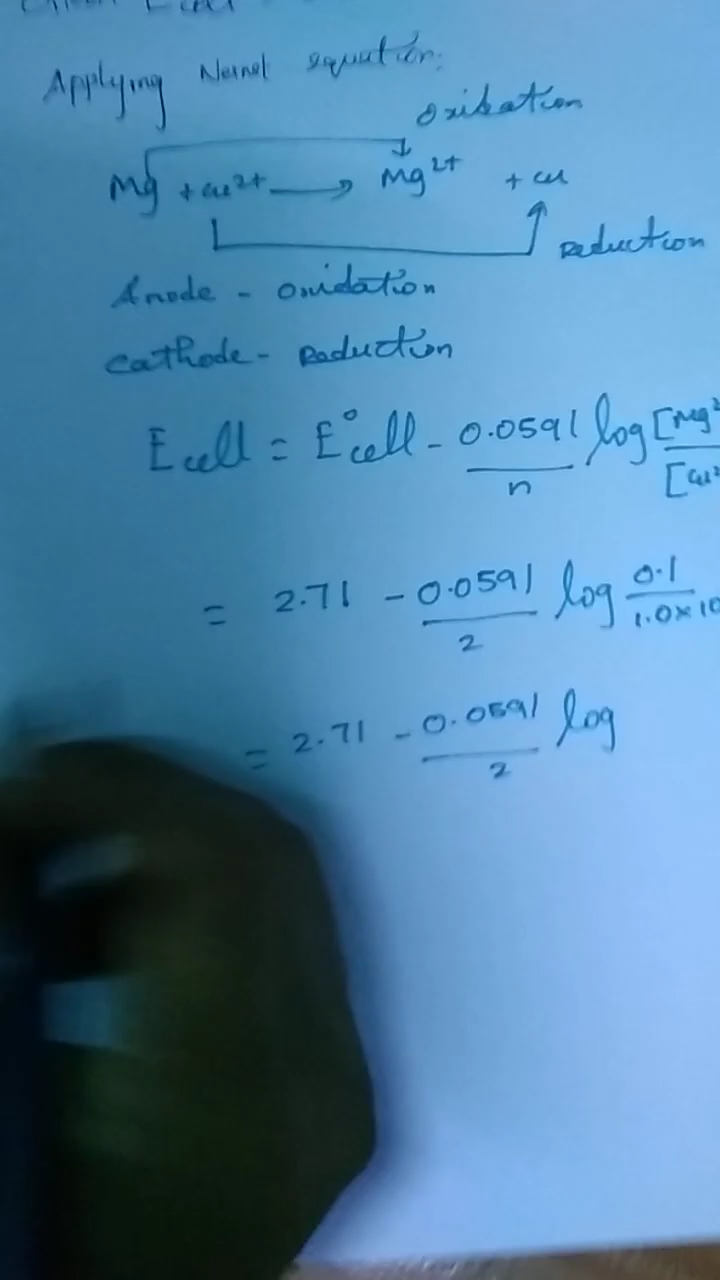 Applying Nernst equation:
Oxidation
Mg + Cu2+ → Mg2+ + Cu
Reduction
Anode - Oxidation
Cathode - Reduction
E cell = E°cell - 0.0591/n log [Mg2/[Cu2
= 2.71 - 0.0591/2 log 0.1/1.0×10
= 2.71 - 0.0591/2 log